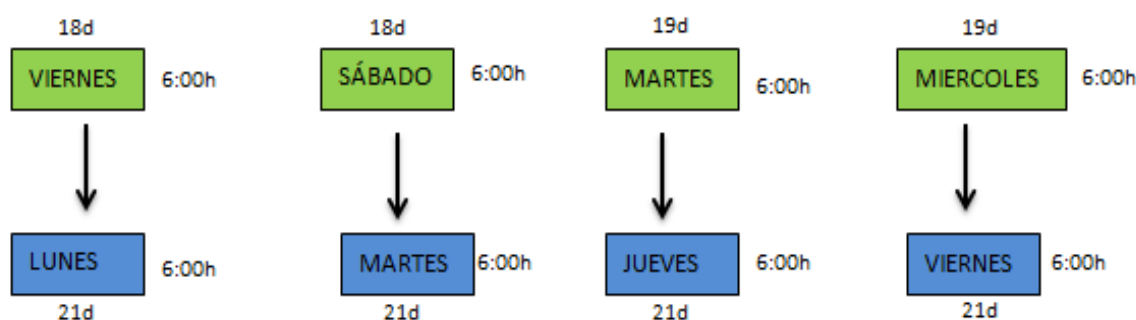 18d 18d 19d 19d
VIERNES 6:00h SÁBADO 6:00h MARTES 6:00h MIERCOLES 6:00h
LUNES 6:00h MARTES 6:00h JUEVES 6:00h VIERNES 6:00h
21d 21d 21d 21d